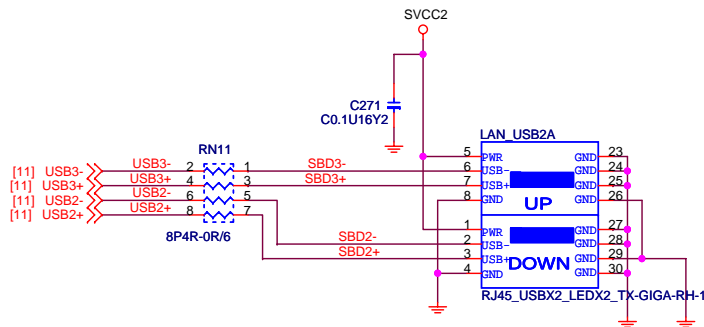 SVCC2
C271
C0.1U16Y2
LAN_USB2A
RN11
5 PWR GND 23
[11] USB3- USB3- 2 1 SBD3- 6 USB- GND 24
[11] USB3+ USB3+ 4 3 SBD3+ 7 USB+ GND 25
[11] USB2- USB2- 6 5 8 GND GND 26
UP
[11] USB2+ USB2+ 8 7
8P4R-0R/6
1 PWR GND 27
SBD2- 2 USB- GND 28
SBD2+ 3 USB+ GND 29
DOWN
4 GND GND 30
RJ45_USBX2_LEDX2_TX-GIGA-RH-1